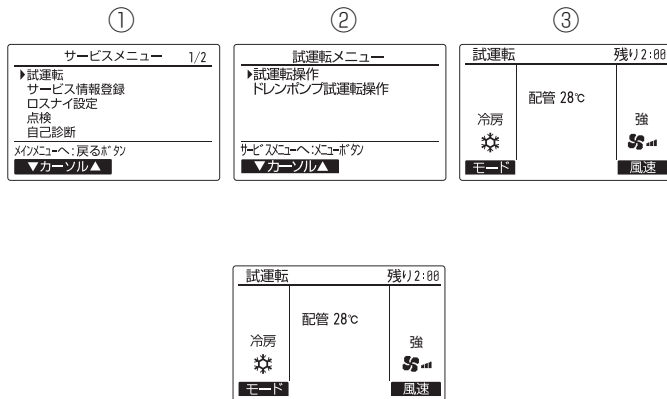 ①
サービスメニュー 1/2
▶試運転
サービス情報登録
ロスナイ設定
点検
自己診断
メインメニューへ:戻るボタン
▼カーソル▲
②
試運転メニュー
▶試運転操作
ドレンポンプ試運転操作
サービスメニューへ:メニューボタン
▼カーソル▲
③
試運転 残り2:00
配管 28℃
冷房 強
モード 風速
試運転 残り2:00
配管 28℃
冷房 強
モード 風速